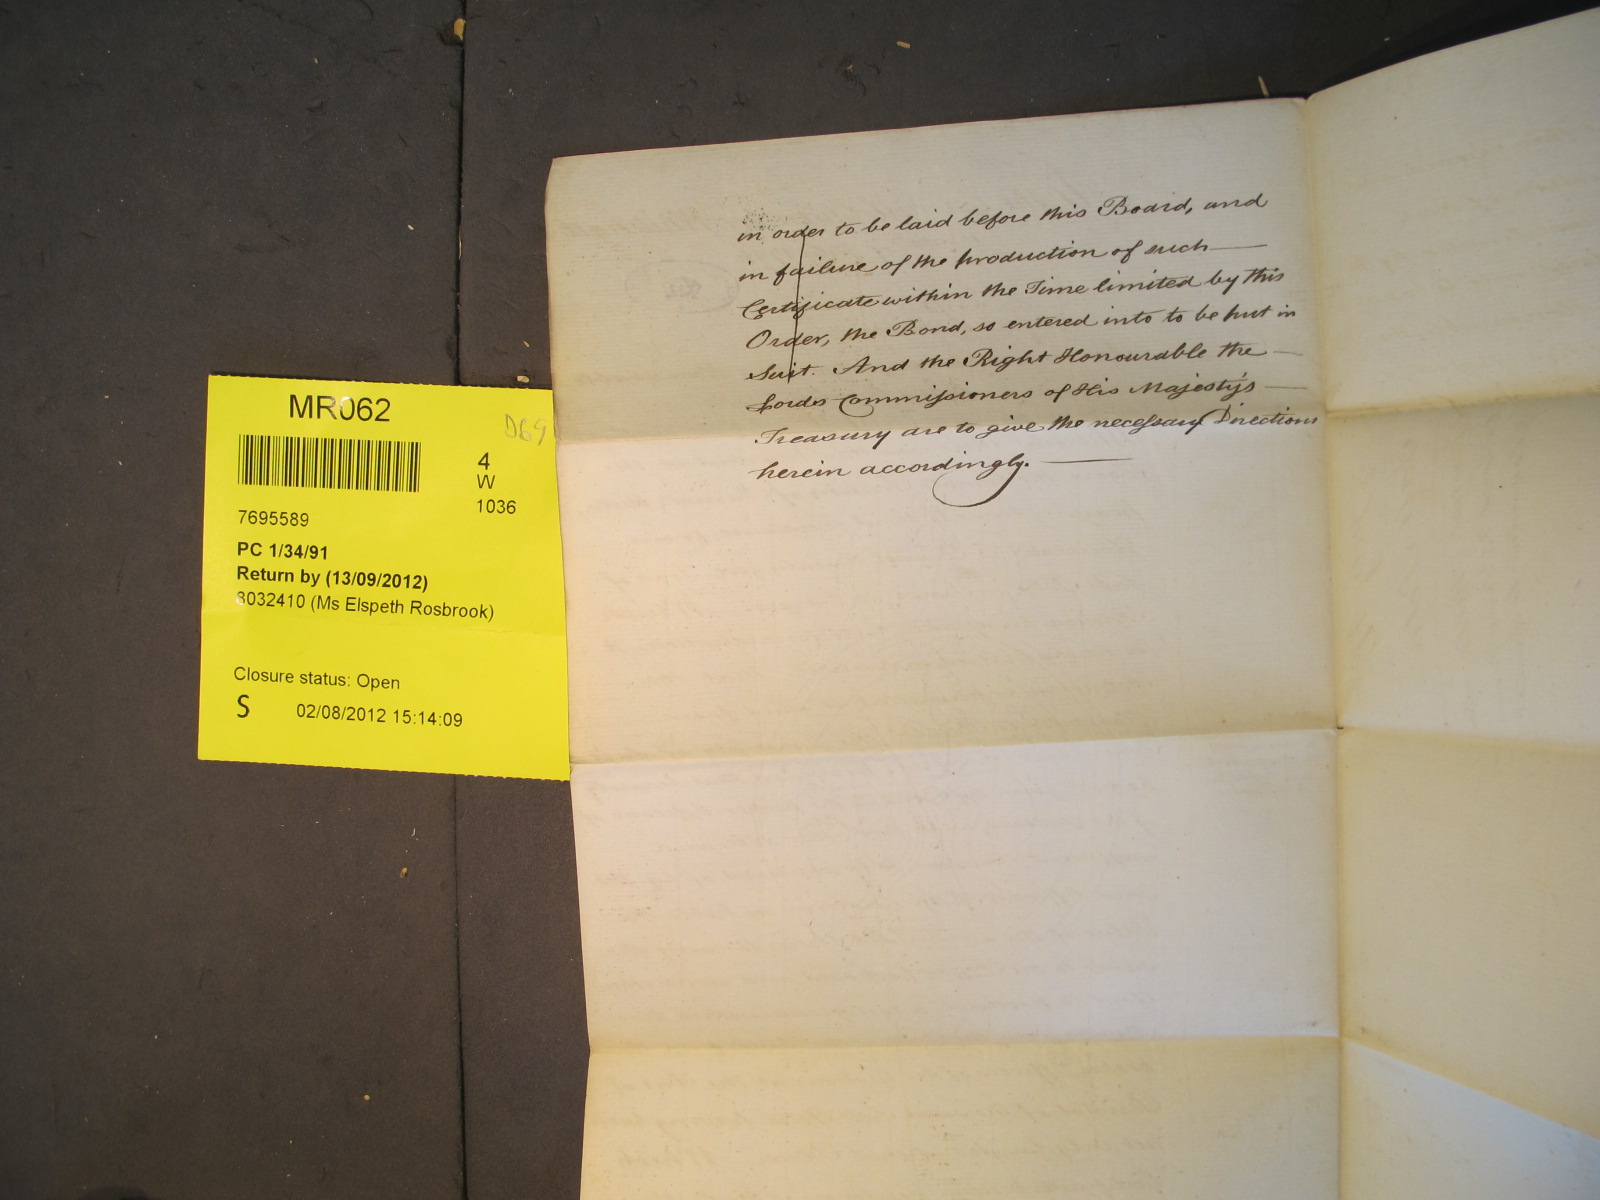 in order to be laid before this Board, and
in failure of the production of such
Certificate within the Time limited by this
Order, the Bond, so entered into to be put in
Suit. And the Right Honourable the
Lords Commissioners of His Majesty's
Treasury are to give the necessary Directions
herein accordingly.
MR062
D69
4
W
1036
7695589
PC 1/34/91
Return by (13/09/2012)
8032410 (Ms Elspeth Rosbrook)
Closure status: Open
S 02/08/2012 15:14:09